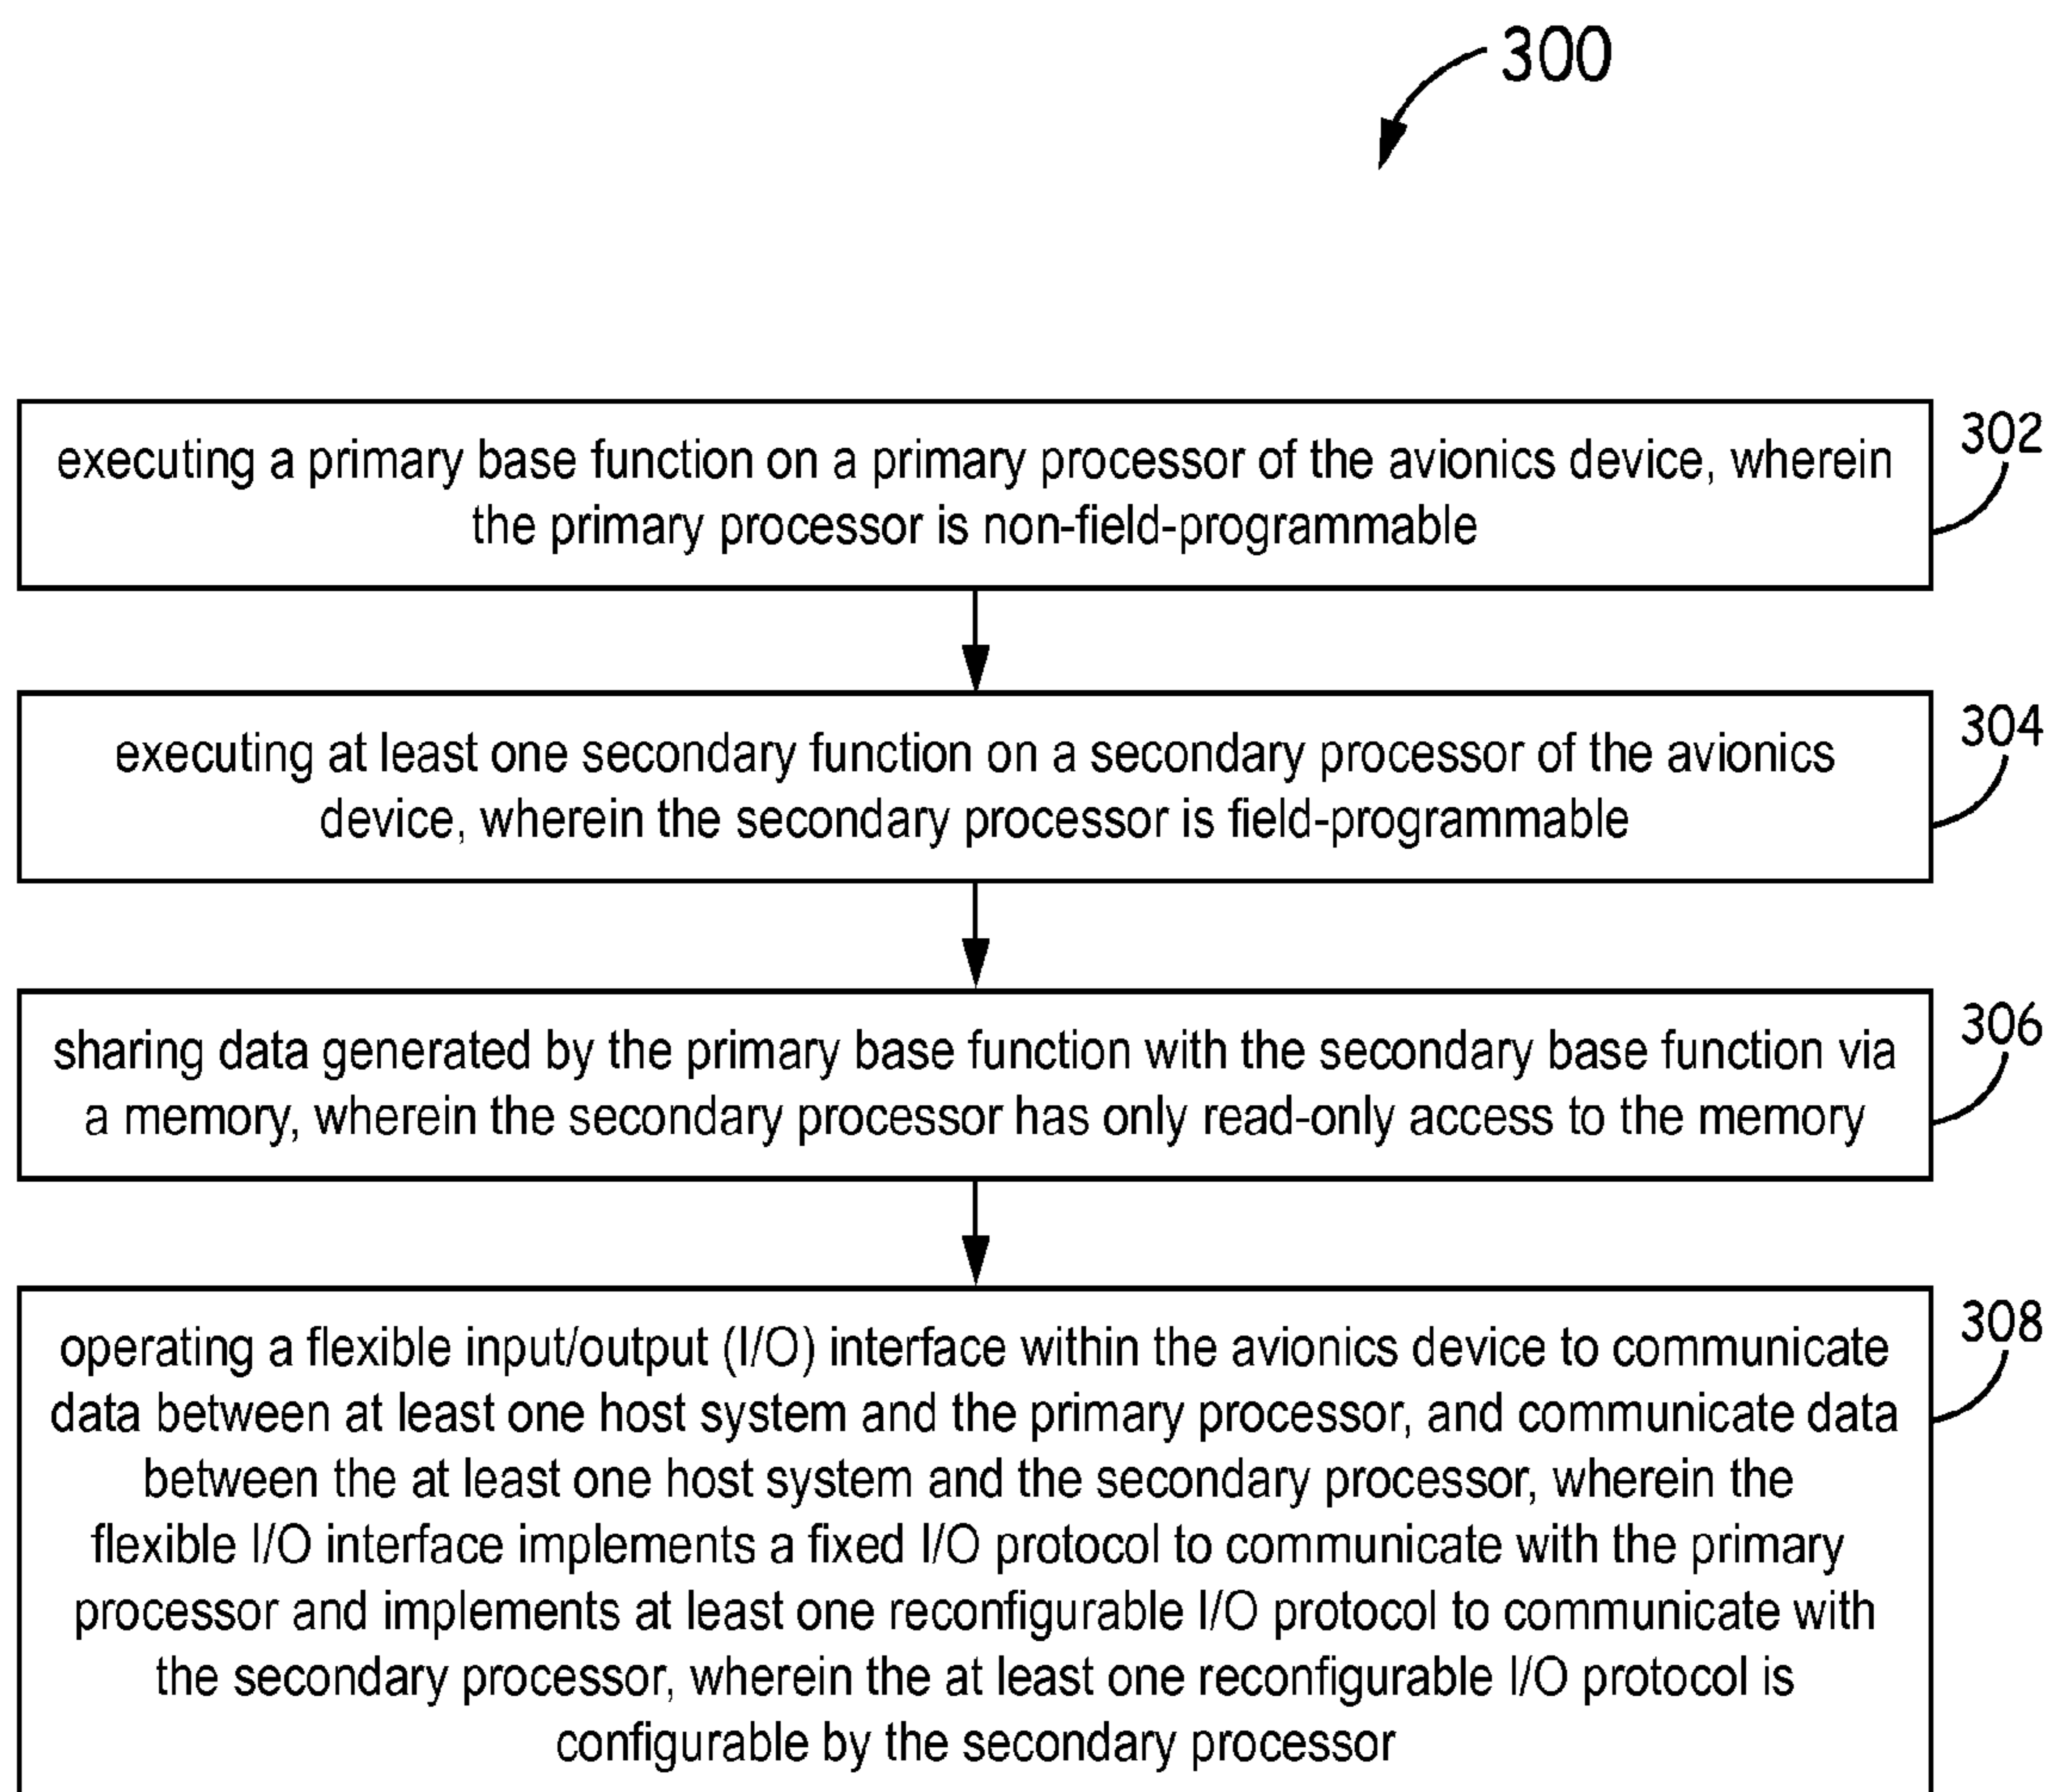 300
executing a primary base function on a primary processor of the avionics device, wherein
the primary processor is non-field-programmable
302
executing at least one secondary function on a secondary processor of the avionics
device, wherein the secondary processor is field-programmable
304
sharing data generated by the primary base function with the secondary base function via
a memory, wherein the secondary processor has only read-only access to the memory
306
operating a flexible input/output (I/O) interface within the avionics device to communicate
data between at least one host system and the primary processor, and communicate data
between the at least one host system and the secondary processor, wherein the
flexible I/O interface implements a fixed I/O protocol to communicate with the primary
processor and implements at least one reconfigurable I/O protocol to communicate with
the secondary processor, wherein the at least one reconfigurable I/O protocol is
configurable by the secondary processor
308